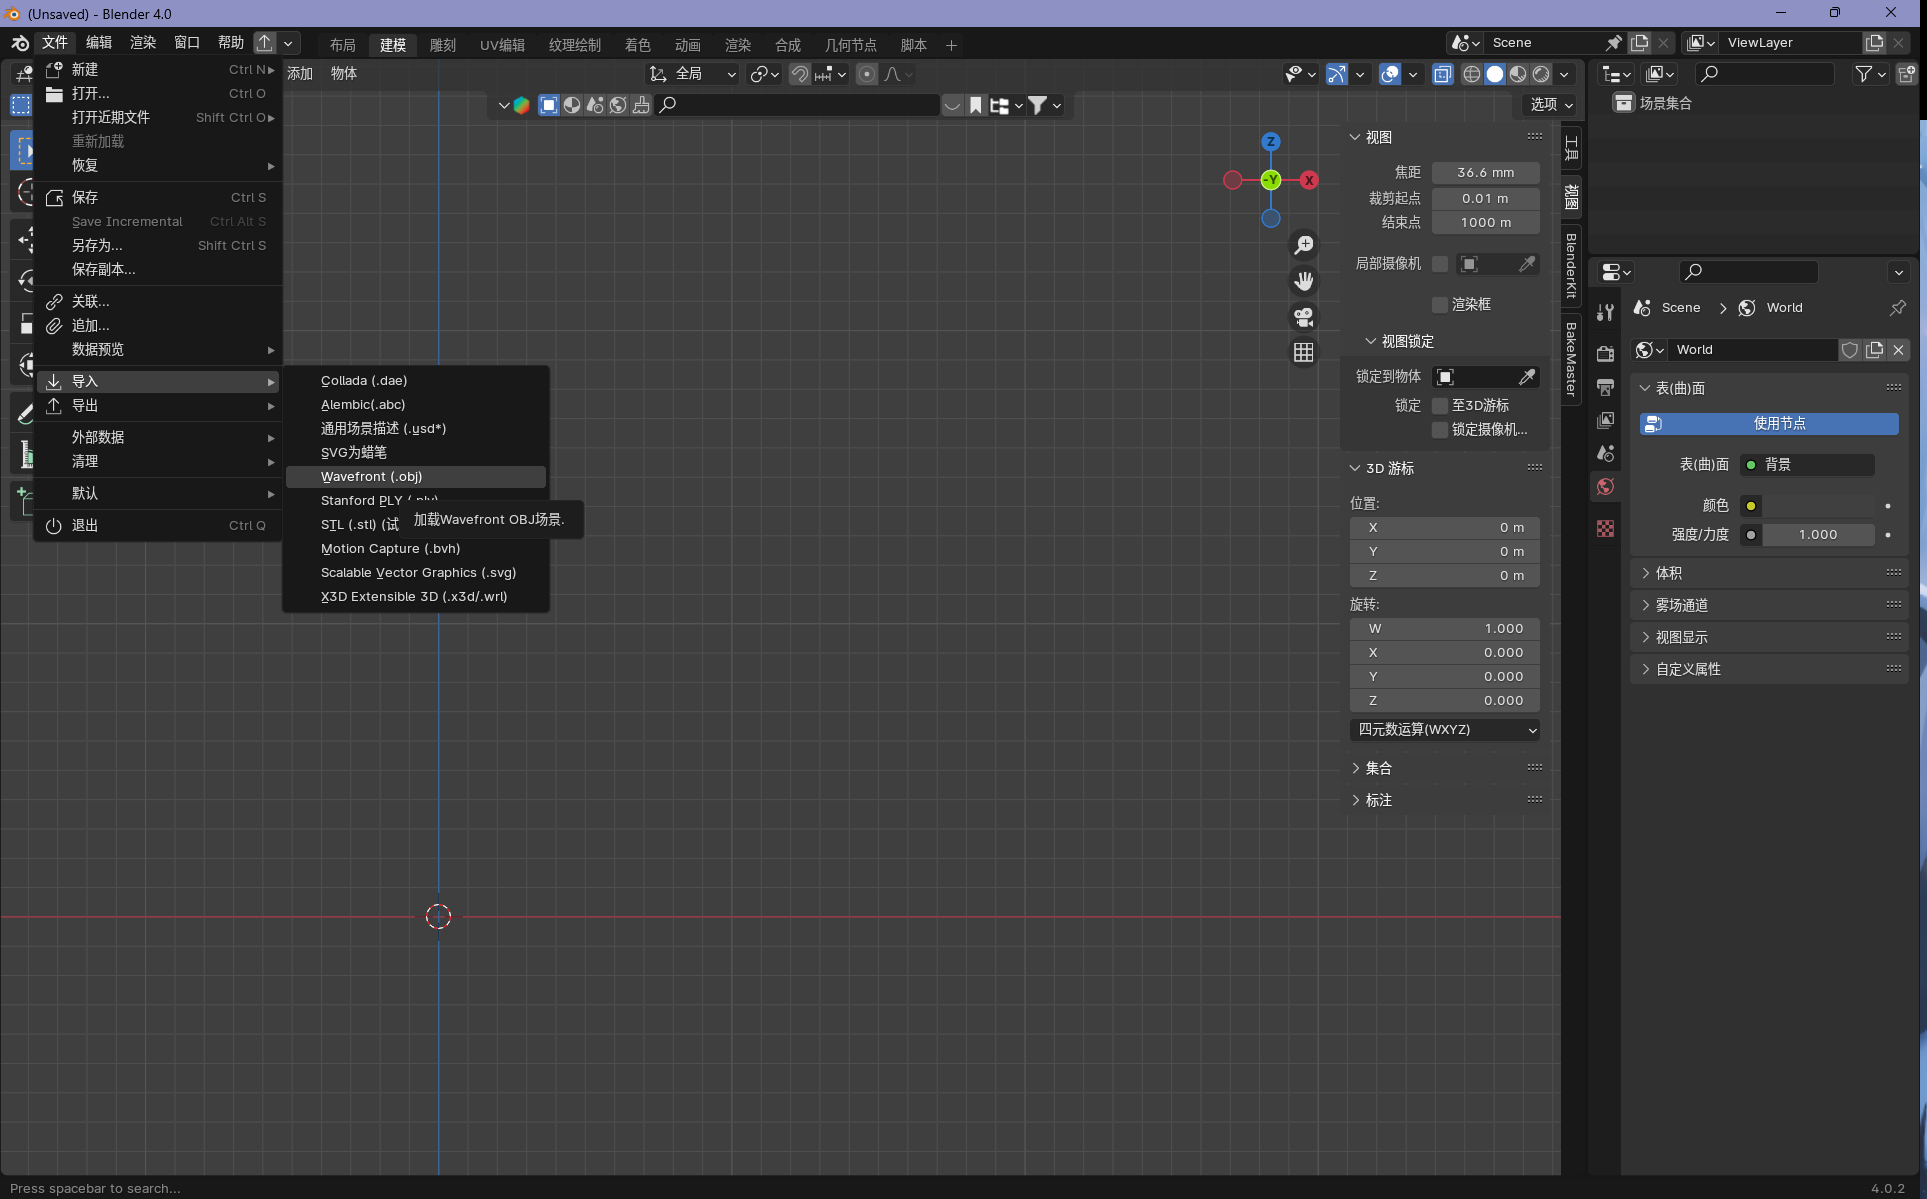 (Unsaved) - Blender 4.0
文件 编辑 渲染 窗口 帮助 布局 建模 雕刻 UV编辑 纹理绘制 着色 动画 渲染 合成 几何节点 脚本 + Scene ViewLayer
添加 物体 全局
选项
新建 Ctrl N
打开... Ctrl O
打开近期文件 Shift Ctrl O
重新加载
恢复
保存 Ctrl S
Save Incremental Ctrl Alt S
另存为... Shift Ctrl S
保存副本...
关联...
追加...
数据预览
导入
导出
外部数据
清理
默认
退出 Ctrl Q
Collada (.dae)
Alembic(.abc)
通用场景描述 (.usd*)
SVG为蜡笔
Wavefront (.obj)
Stanford PLY (.ply)
STL (.stl) (试
加载Wavefront OBJ场景.
Motion Capture (.bvh)
Scalable Vector Graphics (.svg)
X3D Extensible 3D (.x3d/.wrl)
Z
-Y
X
视图
焦距 36.6 mm
裁剪起点 0.01 m
结束点 1000 m
局部摄像机
渲染框
视图锁定
锁定到物体
锁定 至3D游标
锁定摄像机...
3D 游标
位置:
X 0 m
Y 0 m
Z 0 m
旋转:
W 1.000
X 0.000
Y 0.000
Z 0.000
四元数运算(WXYZ)
集合
标注
工具
视图
BlenderKit
BakeMaster
场景集合
Scene World
World
表(曲)面
使用节点
表(曲)面 背景
颜色
强度/力度 1.000
体积
雾场通道
视图显示
自定义属性
Press spacebar to search...
4.0.2